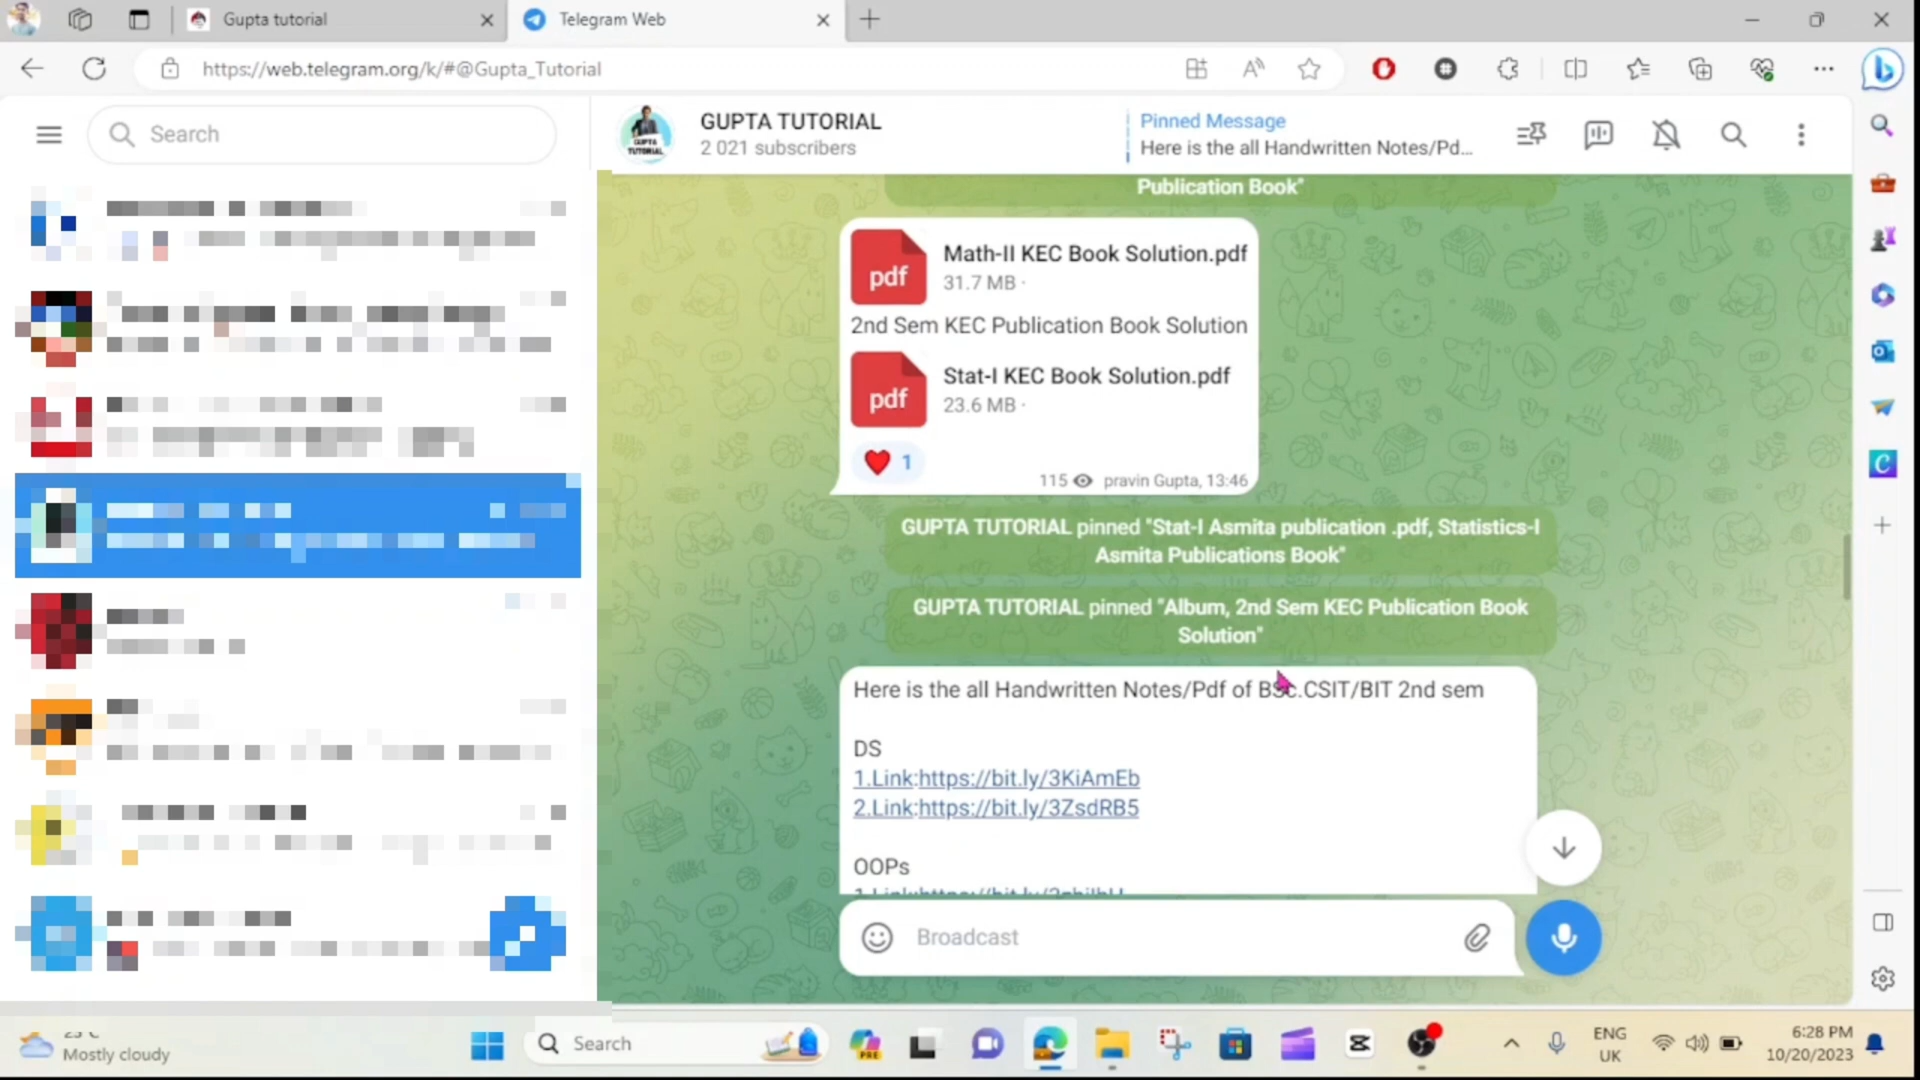 Gupta tutorial
Telegram Web
https://web.telegram.org/k/#@Gupta_Tutorial
Search
GUPTA TUTORIAL
2 021 subscribers
Pinned Message
Here is the all Handwritten Notes/Pd...
GUPTA
TUTORIAL
Publication Book"
pdf
Math-II KEC Book Solution.pdf
31.7 MB ·
2nd Sem KEC Publication Book Solution
pdf
Stat-I KEC Book Solution.pdf
23.6 MB ·
1
115 pravin Gupta, 13:46
GUPTA TUTORIAL pinned "Stat-I Asmita publication .pdf, Statistics-I
Asmita Publications Book"
GUPTA TUTORIAL pinned "Album, 2nd Sem KEC Publication Book
Solution"
Here is the all Handwritten Notes/Pdf of BSc.CSIT/BIT 2nd sem
DS
1.Link:https://bit.ly/3KiAmEb
2.Link:https://bit.ly/3ZsdRB5
OOPs
Broadcast
Mostly cloudy
Search
PRE
ENG
UK
6:28 PM
10/20/2023